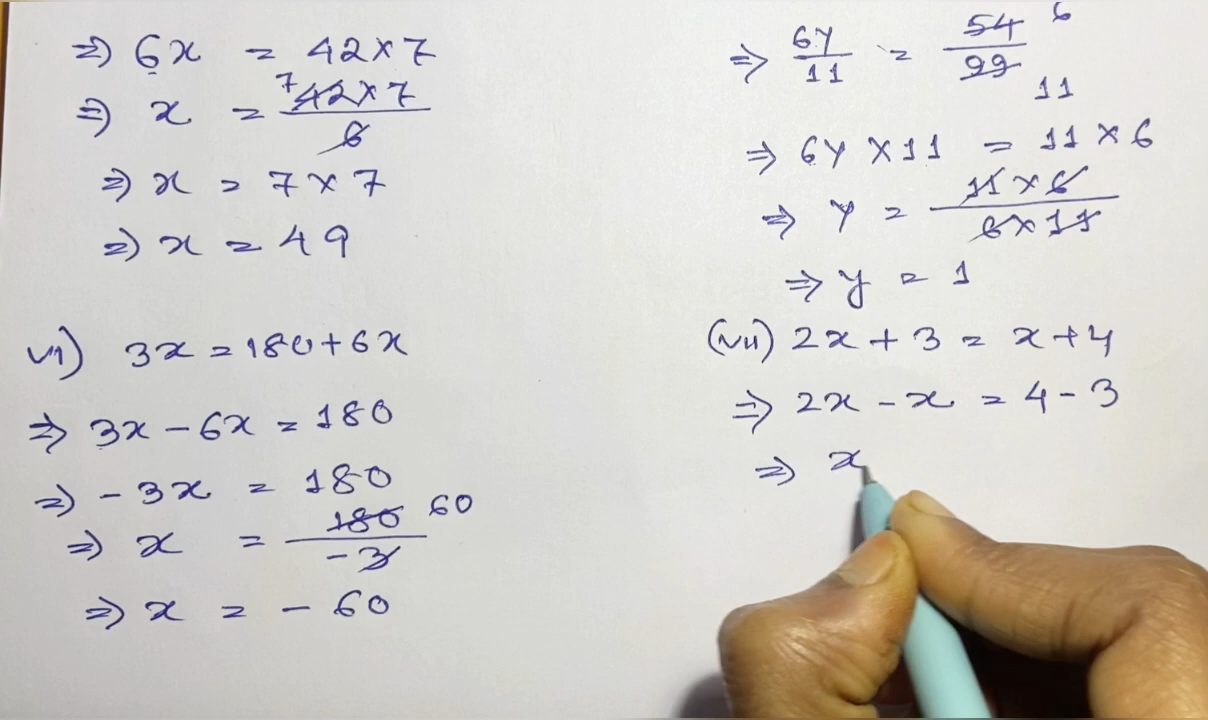 ⇒ 6x = 42×7
⇒ x = 7 42×7 / 6
⇒ x = 7×7
⇒ x = 49
vi) 3x = 180+6x
⇒ 3x-6x = 180
⇒ -3x = 180
⇒ x = 180 / -3 60
⇒ x = - 60
⇒ 6y / 11 = 54 / 99 6 11
⇒ 6y×11 = 11×6
⇒ y = 11×6 / 6×11
⇒ y = 1
(vii) 2x+3 = x+4
⇒ 2x-x = 4-3
⇒ x